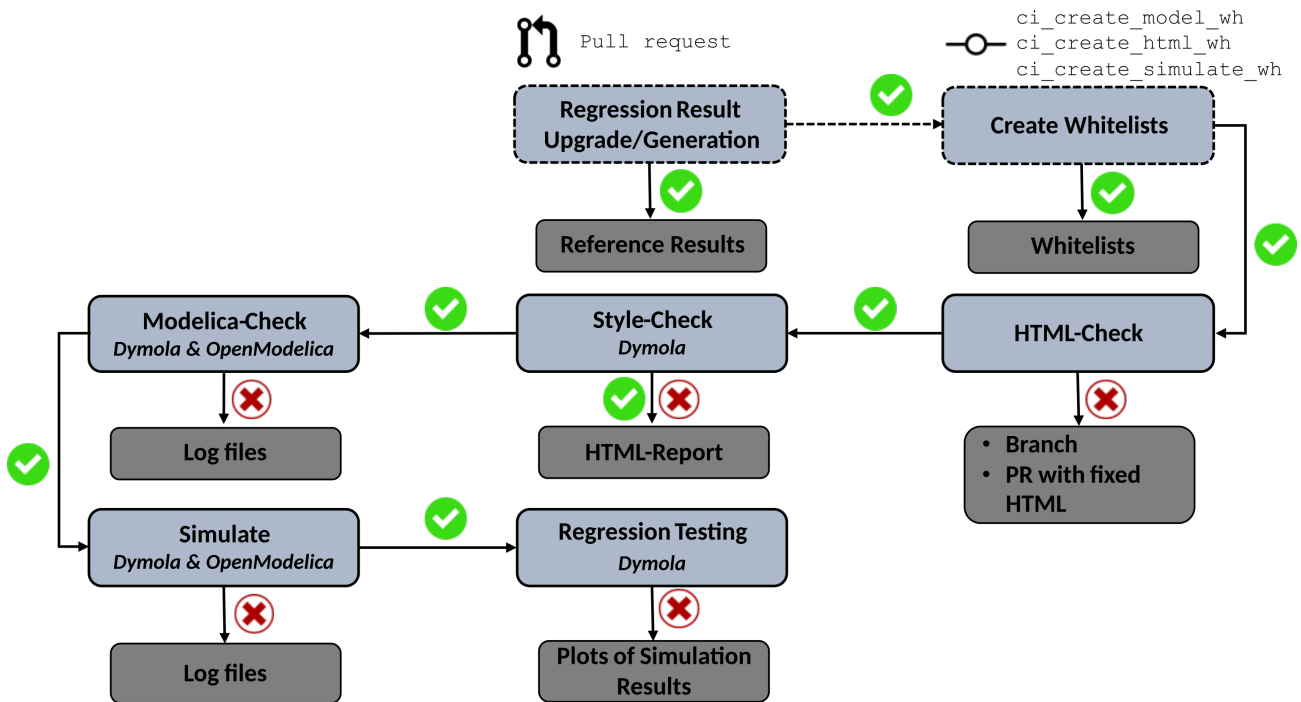 Pull request
ci_create_model_wh
ci_create_html_wh
ci_create_simulate_wh
Regression Result
Upgrade/Generation
Create Whitelists
Reference Results
Whitelists
Modelica-Check
Dymola & OpenModelica
Style-Check
Dymola
HTML-Check
Log files
HTML-Report
• Branch
• PR with fixed
HTML
Simulate
Dymola & OpenModelica
Regression Testing
Dymola
Log files
Plots of Simulation
Results